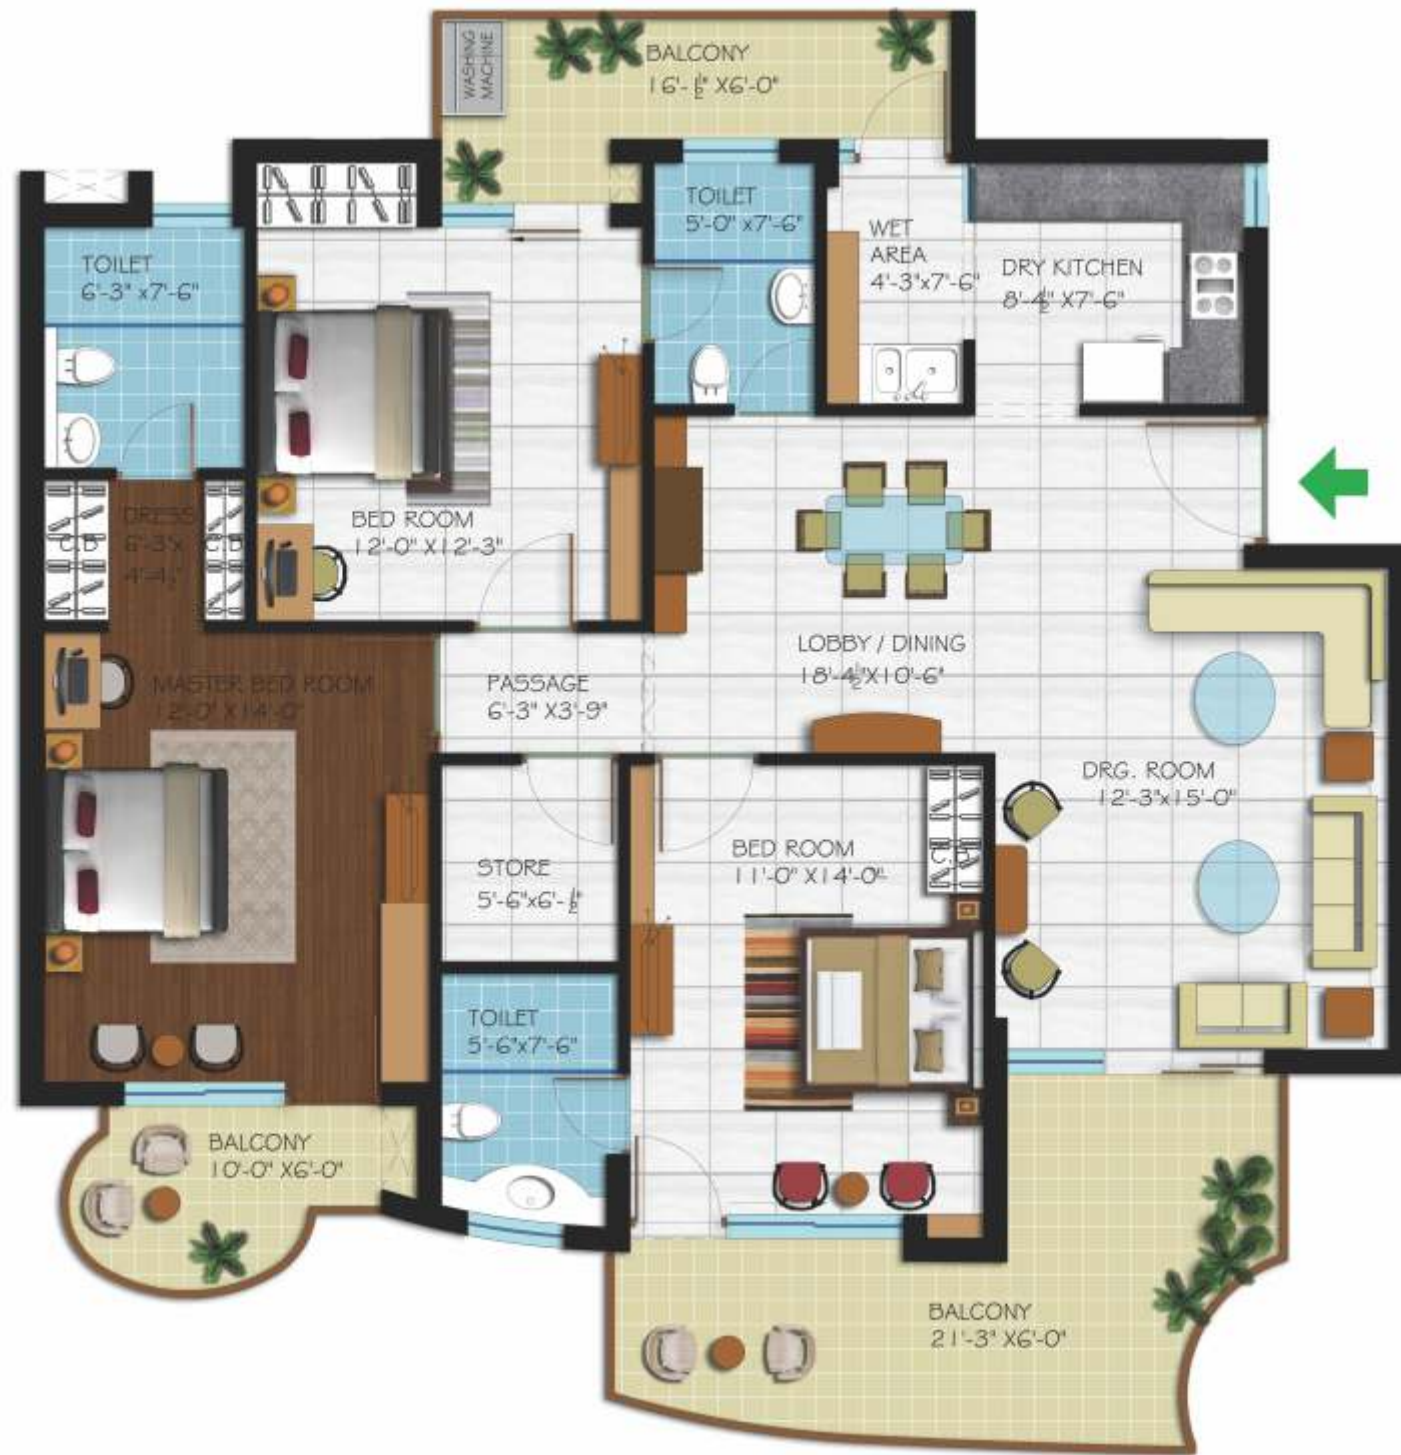 WASHING
MACHINE
BALCONY
16'-½" X6'-0"
TOILET
5'-0" x7'-6"
WET
AREA
4'-3"x7'-6"
DRY KITCHEN
8'-4½" X7'-6"
TOILET
6'-3" x7'-6"
BED ROOM
12'-0" X12'-3"
DRESS
6'-3"x
4'-4½"
C.B
C.B
LOBBY / DINING
18'-4½"X10'-6"
MASTER BED ROOM
12'-0" X14'-0"
PASSAGE
6'-3" X3'-9"
DRG. ROOM
12'-3"x15'-0"
STORE
5'-6"x6'-½"
BED ROOM
11'-0" X14'-0"
C.B
TOILET
5'-6"x7'-6"
BALCONY
10'-0" X6'-0"
BALCONY
21'-3" X6'-0"